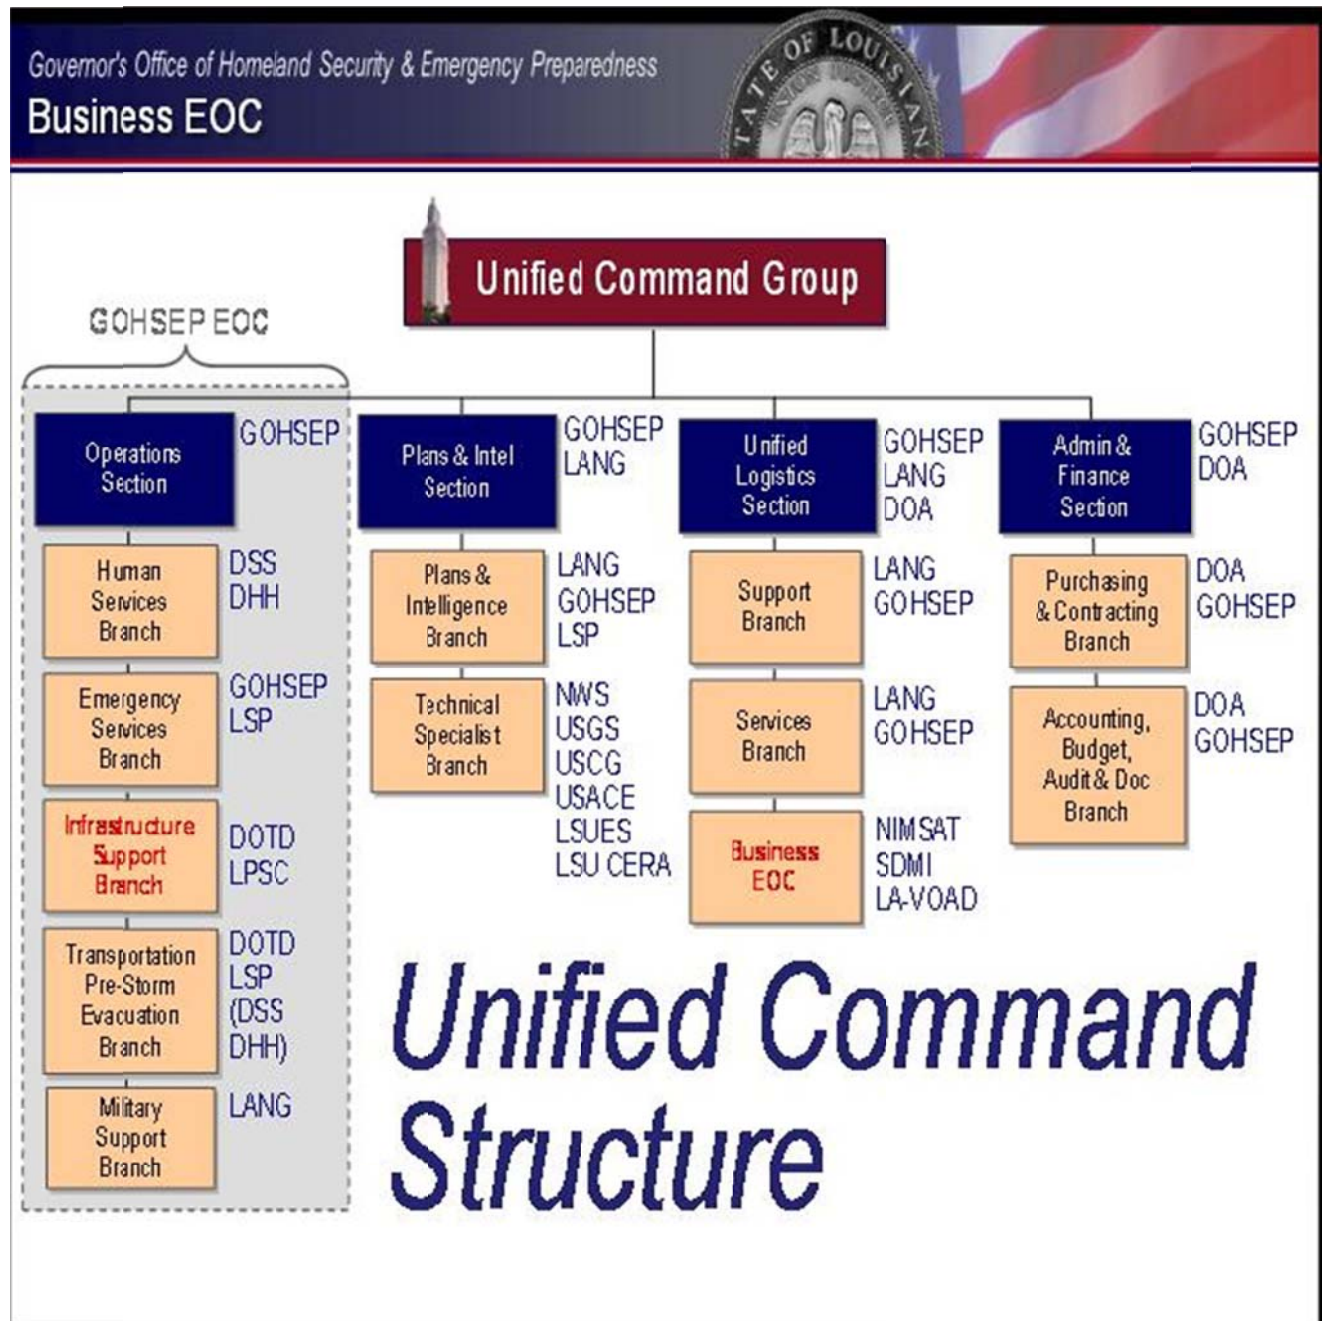 Governor's Office of Homeland Security & Emergency Preparedness
Business EOC
STATE OF LOUISIANA
Unified Command Group
GOHSEP EOC
Operations
Section
GOHSEP
Human
Services
Branch
DSS
DHH
Emergency
Services
Branch
GOHSEP
LSP
Infrastructure
Support
Branch
DOTD
LPSC
Transportation
Pre-Storm
Evacuation
Branch
DOTD
LSP
(DSS
DHH)
Military
Support
Branch
LANG
Plans & Intel
Section
GOHSEP
LANG
Plans &
Intelligence
Branch
LANG
GOHSEP
LSP
Technical
Specialist
Branch
NWS
USGS
USCG
USACE
LSUES
LSU CERA
Unified
Logistics
Section
GOHSEP
LANG
DOA
Support
Branch
LANG
GOHSEP
Services
Branch
LANG
GOHSEP
Business
EOC
NIMSAT
SDMI
LA-VOAD
Admin &
Finance
Section
GOHSEP
DOA
Purchasing
& Contracting
Branch
DOA
GOHSEP
Accounting,
Budget,
Audit & Doc
Branch
DOA
GOHSEP
Unified Command
Structure